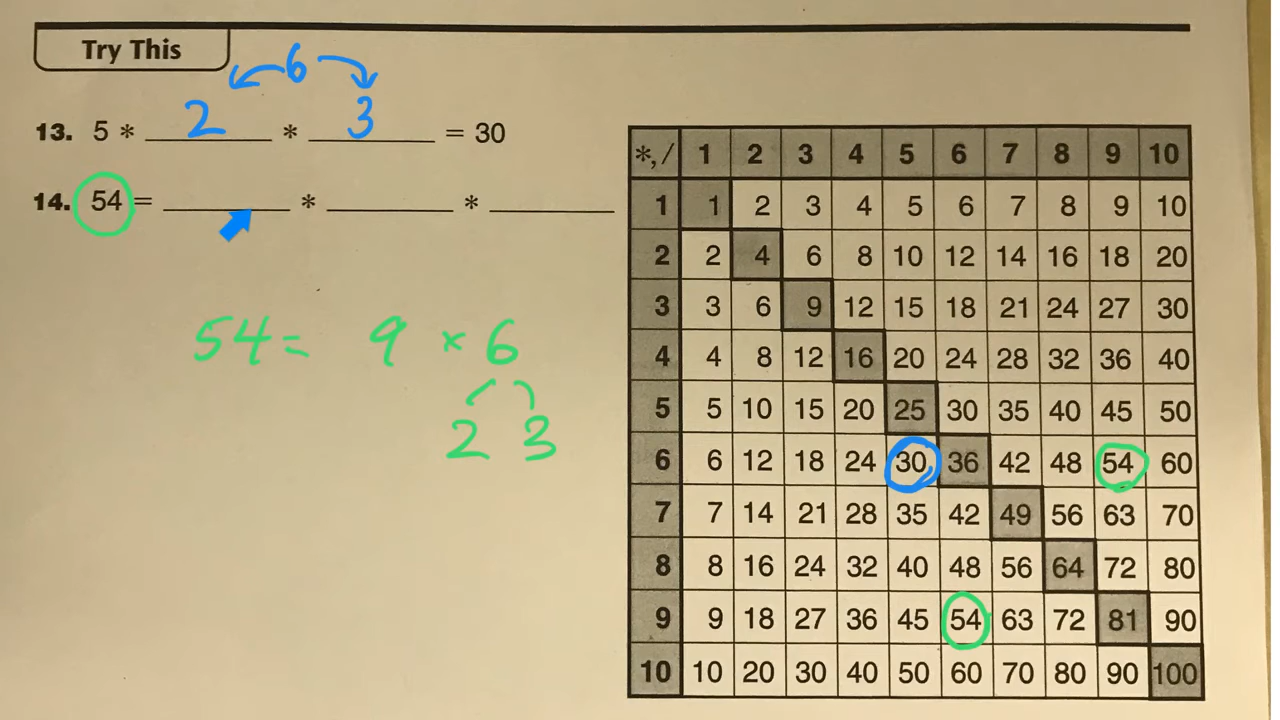 Try This
6
13. 5 * 2 * 3 = 30
14. 54 = ________ * ________ * ________
54 = 9 × 6
2 3
*,/ 1 2 3 4 5 6 7 8 9 10
1 1 2 3 4 5 6 7 8 9 10
2 2 4 6 8 10 12 14 16 18 20
3 3 6 9 12 15 18 21 24 27 30
4 4 8 12 16 20 24 28 32 36 40
5 5 10 15 20 25 30 35 40 45 50
6 6 12 18 24 30 36 42 48 54 60
7 7 14 21 28 35 42 49 56 63 70
8 8 16 24 32 40 48 56 64 72 80
9 9 18 27 36 45 54 63 72 81 90
10 10 20 30 40 50 60 70 80 90 100